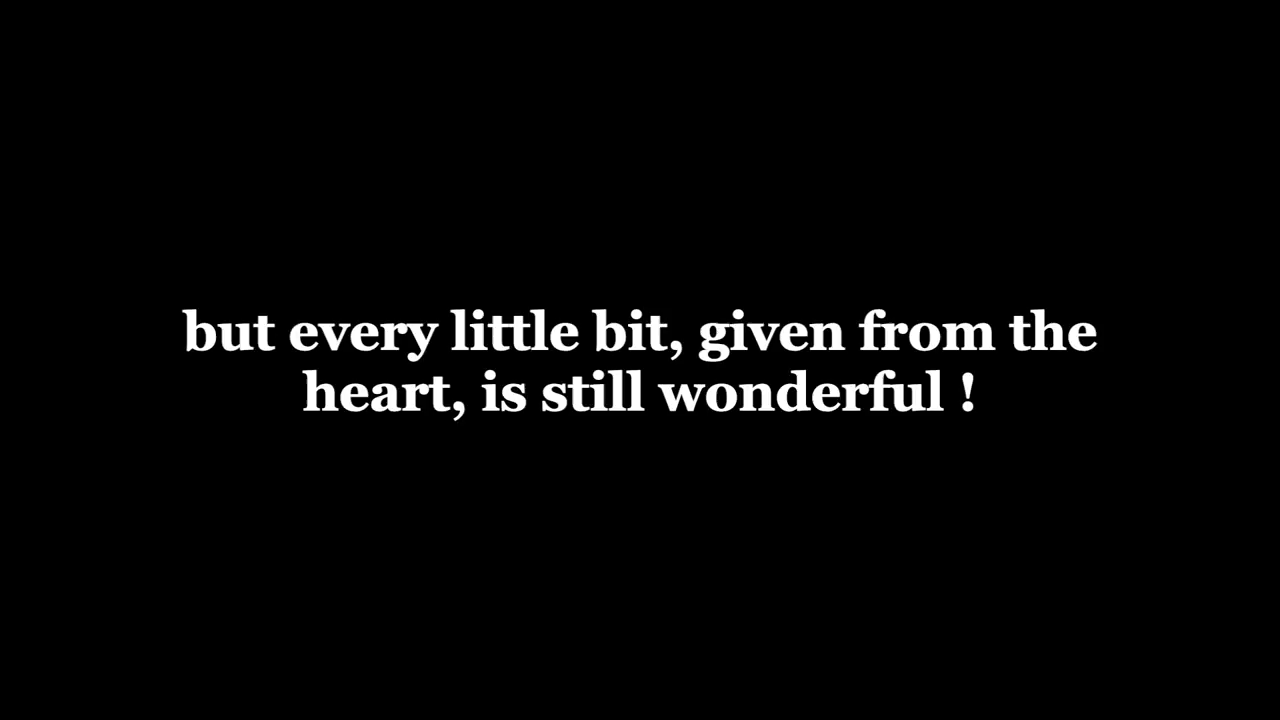 but every little bit, given from the
heart, is still wonderful !